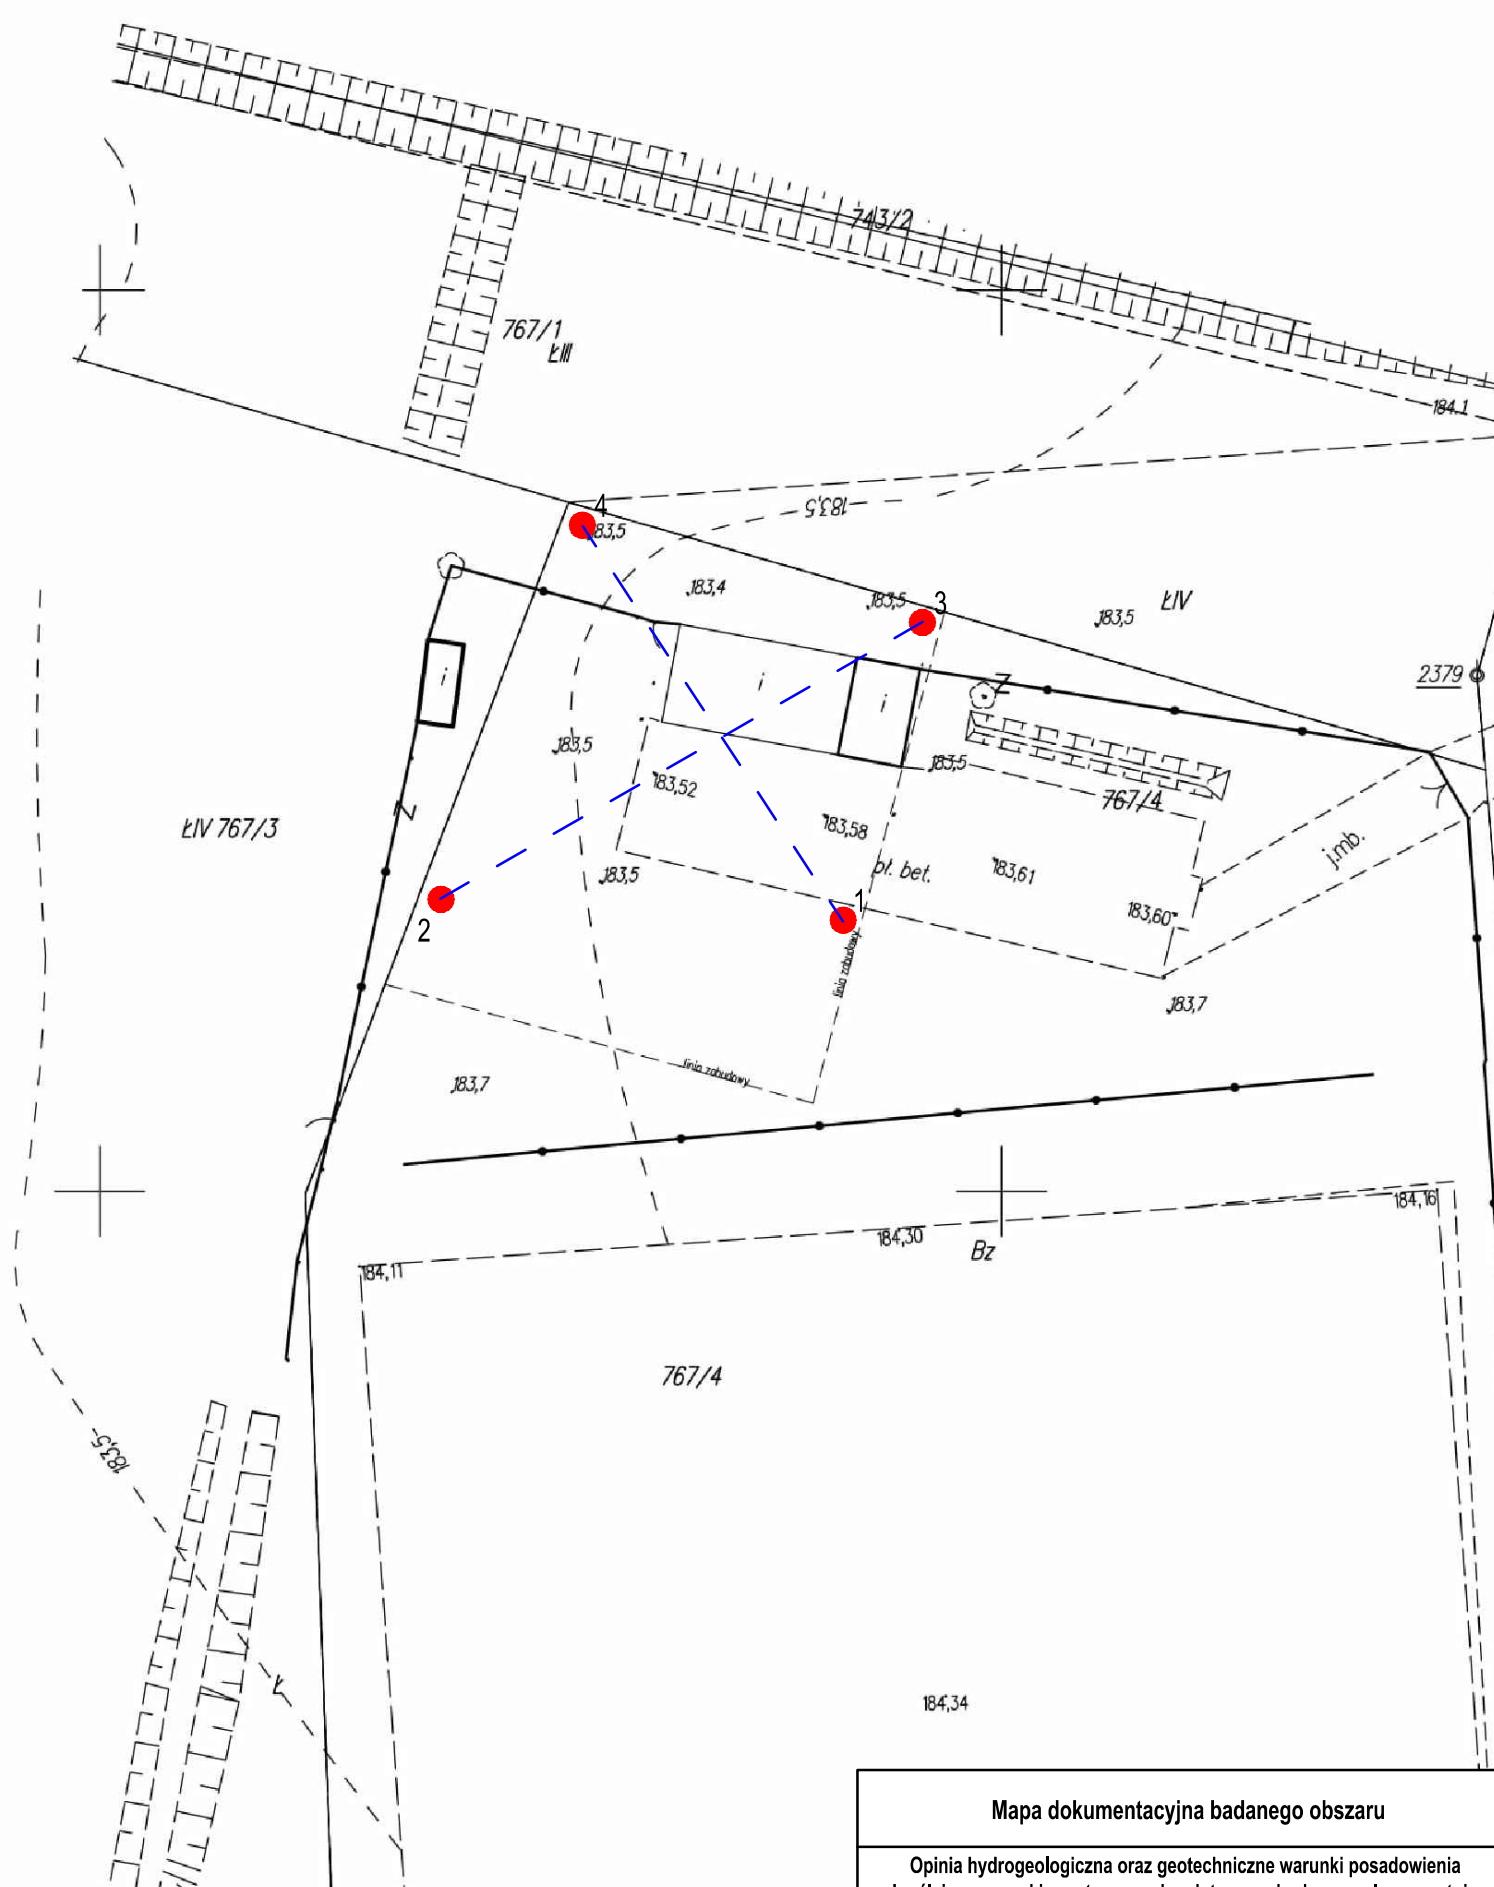 743/2
767/1
ŁIII
184.1
183,5
4
183,5
183,4
183,5
3
183,5
ŁIV
2379
i
i
i
Z
183,5
183,5
183,52
767/4
Z
ŁIV 767/3
183,58
j.mb.
183,5
pł. bet.
183,61
1
183,60
2
linia zabudowy
183,7
linia zabudowy
183,7
184,16
184,30
Bz
184,11
767/4
183,5
Ł
184,34
Mapa dokumentacyjna badanego obszaru
Opinia hydrogeologiczna oraz geotechniczne warunki posadowienia